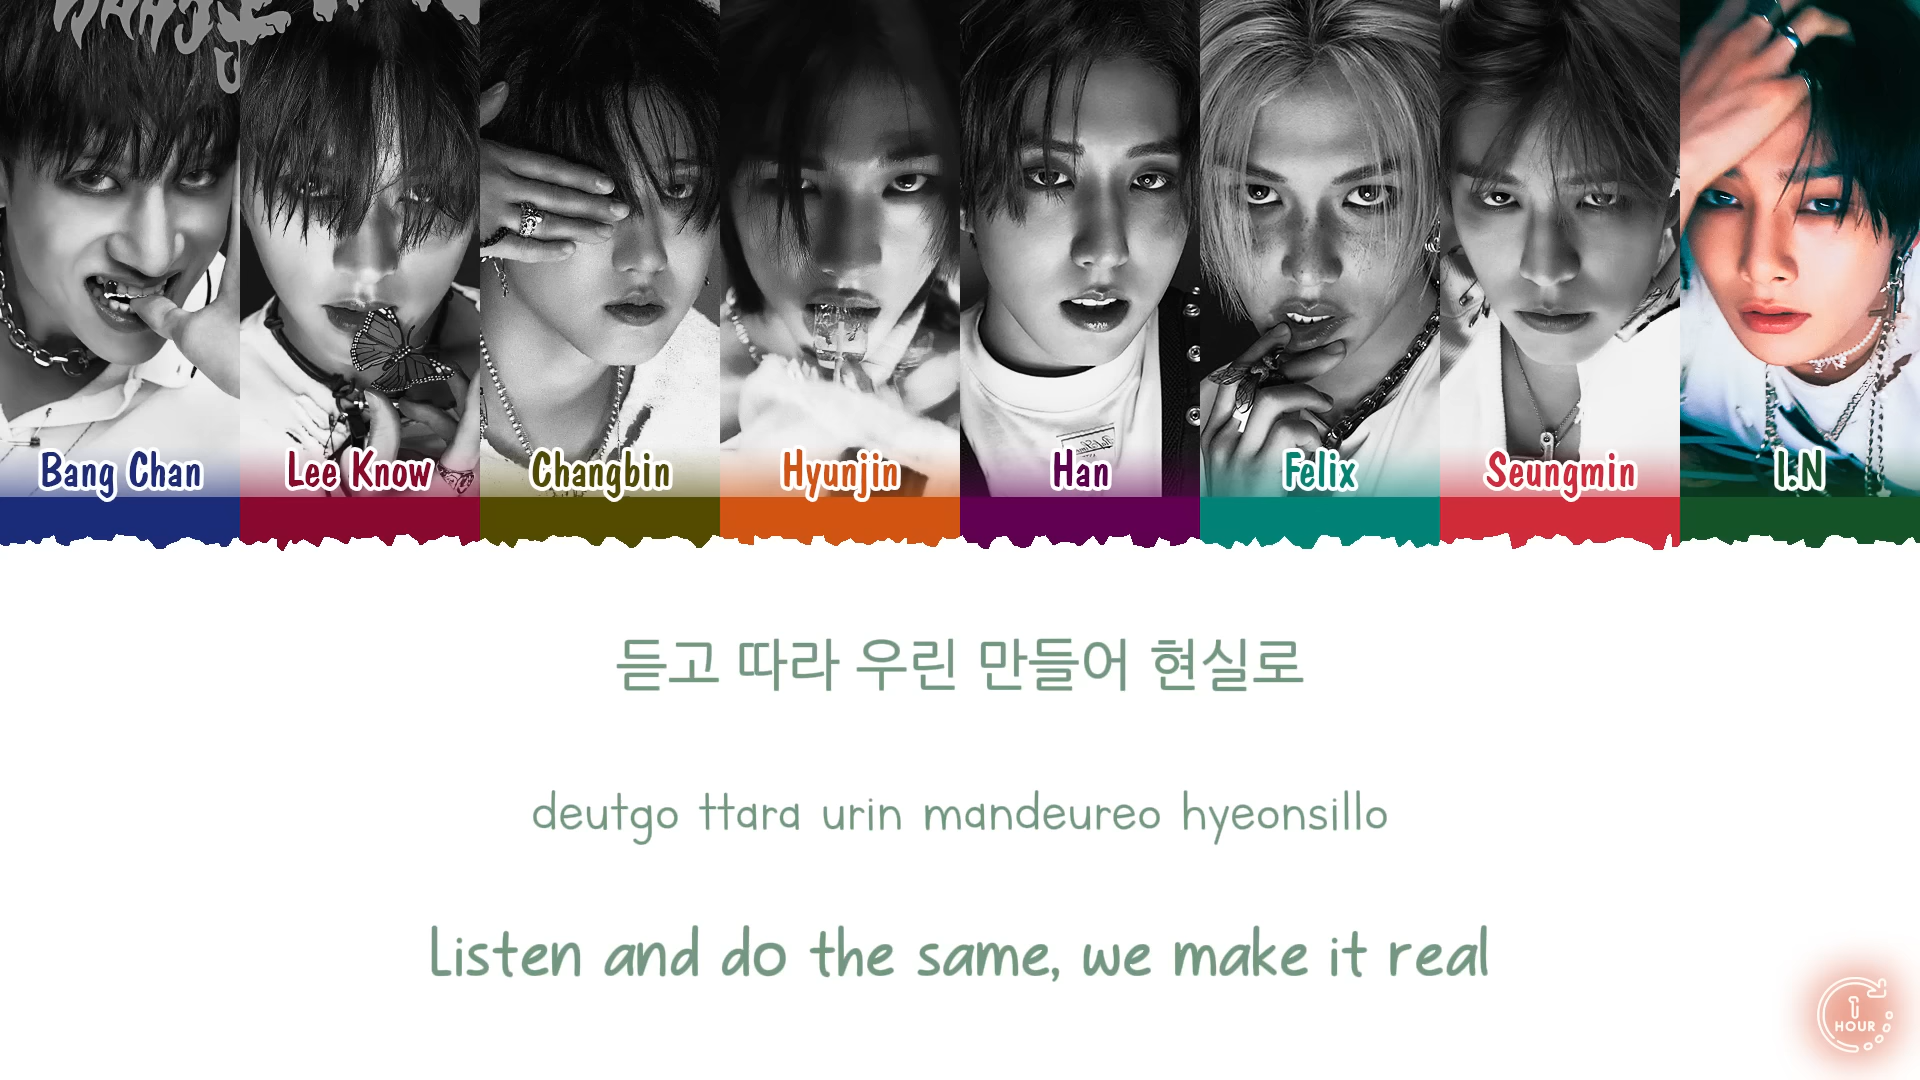 Bang Chan
Lee Know
Changbin
Hyunjin
Han
Felix
Seungmin
I.N
듣고 따라 우린 만들어 현실로
deutgo ttara urin mandeureo hyeonsillo
Listen and do the same, we make it real
1
HOUR